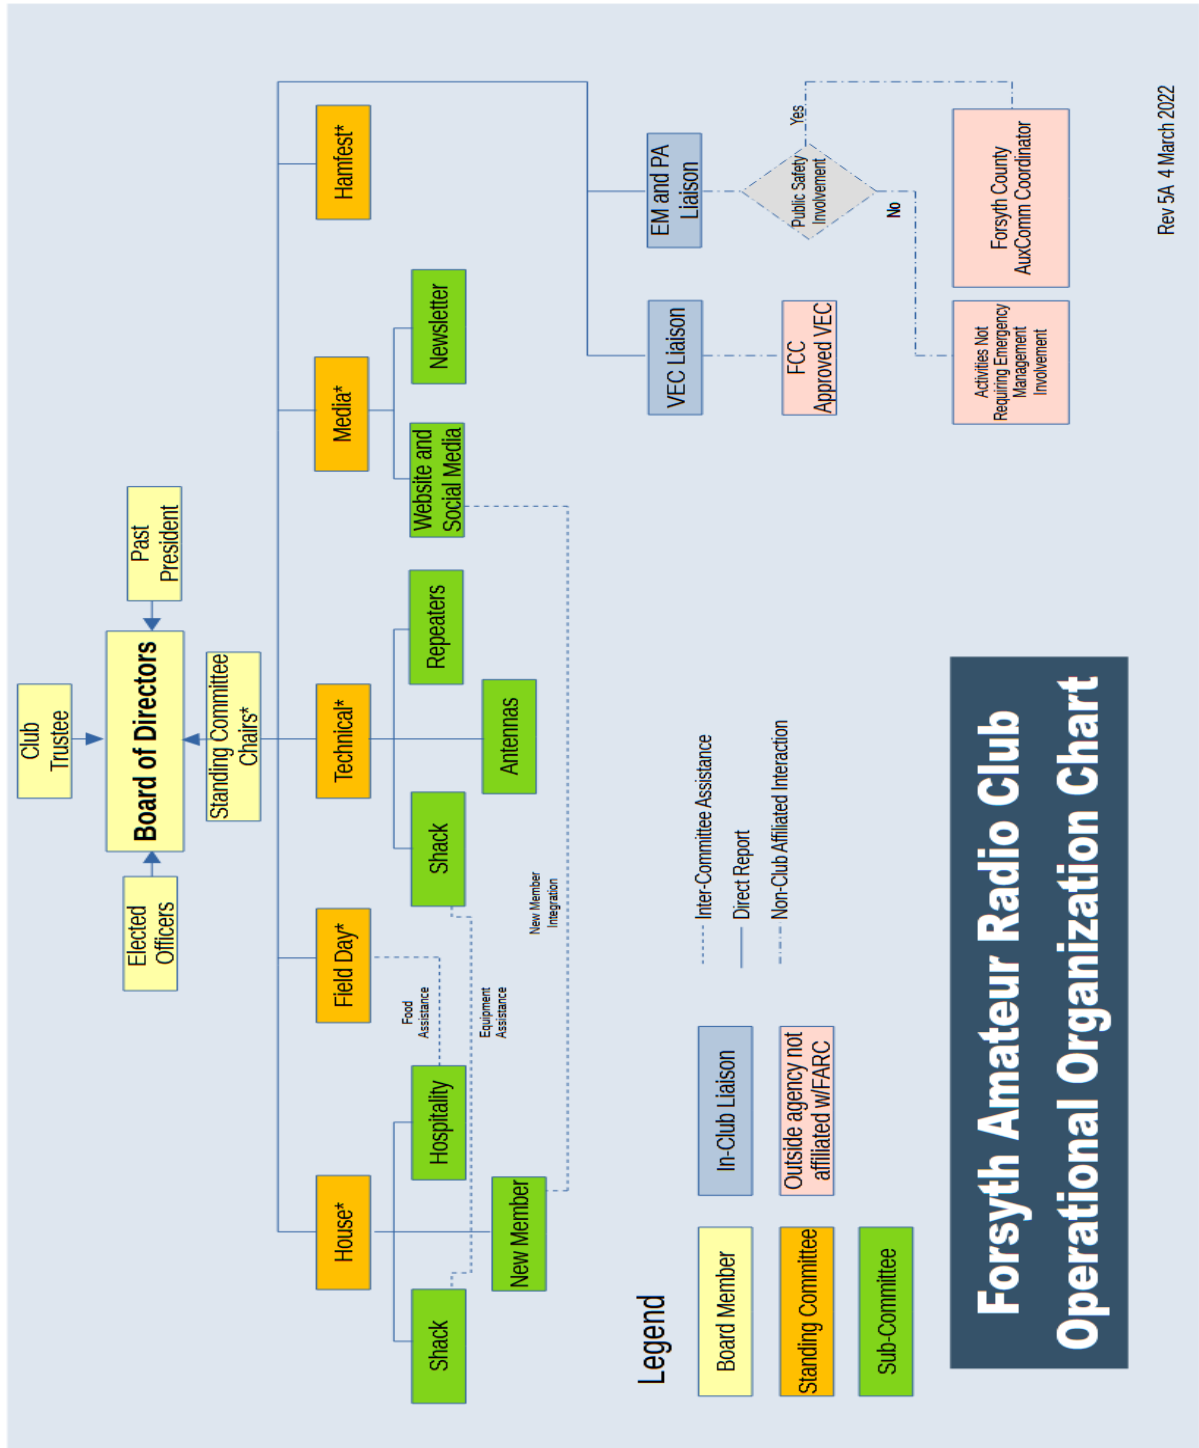 Club
Trustee
Elected
Officers
Board of Directors
Past
President
Standing Committee
Chairs*
House*
Field Day*
Technical*
Media*
Hamfest*
Shack
Hospitality
Shack
Repeaters
Website and
Social Media
Newsletter
New Member
Antennas
Food
Assistance
Equipment
Assistance
New Member
Integration
VEC Liaison
EM and PA
Liaison
FCC
Approved VEC
Public Safety
Involvement
Yes
No
Activities Not
Requiring Emergency
Management
Involvement
Forsyth County
AuxComm Coordinator
Legend
Board Member
Standing Committee
Sub-Committee
In-Club Liaison
Outside agency not
affiliated w/FARC
Inter-Committee Assistance
Direct Report
Non-Club Affiliated Interaction
Forsyth Amateur Radio Club
Operational Organization Chart
Rev 5A 4 March 2022